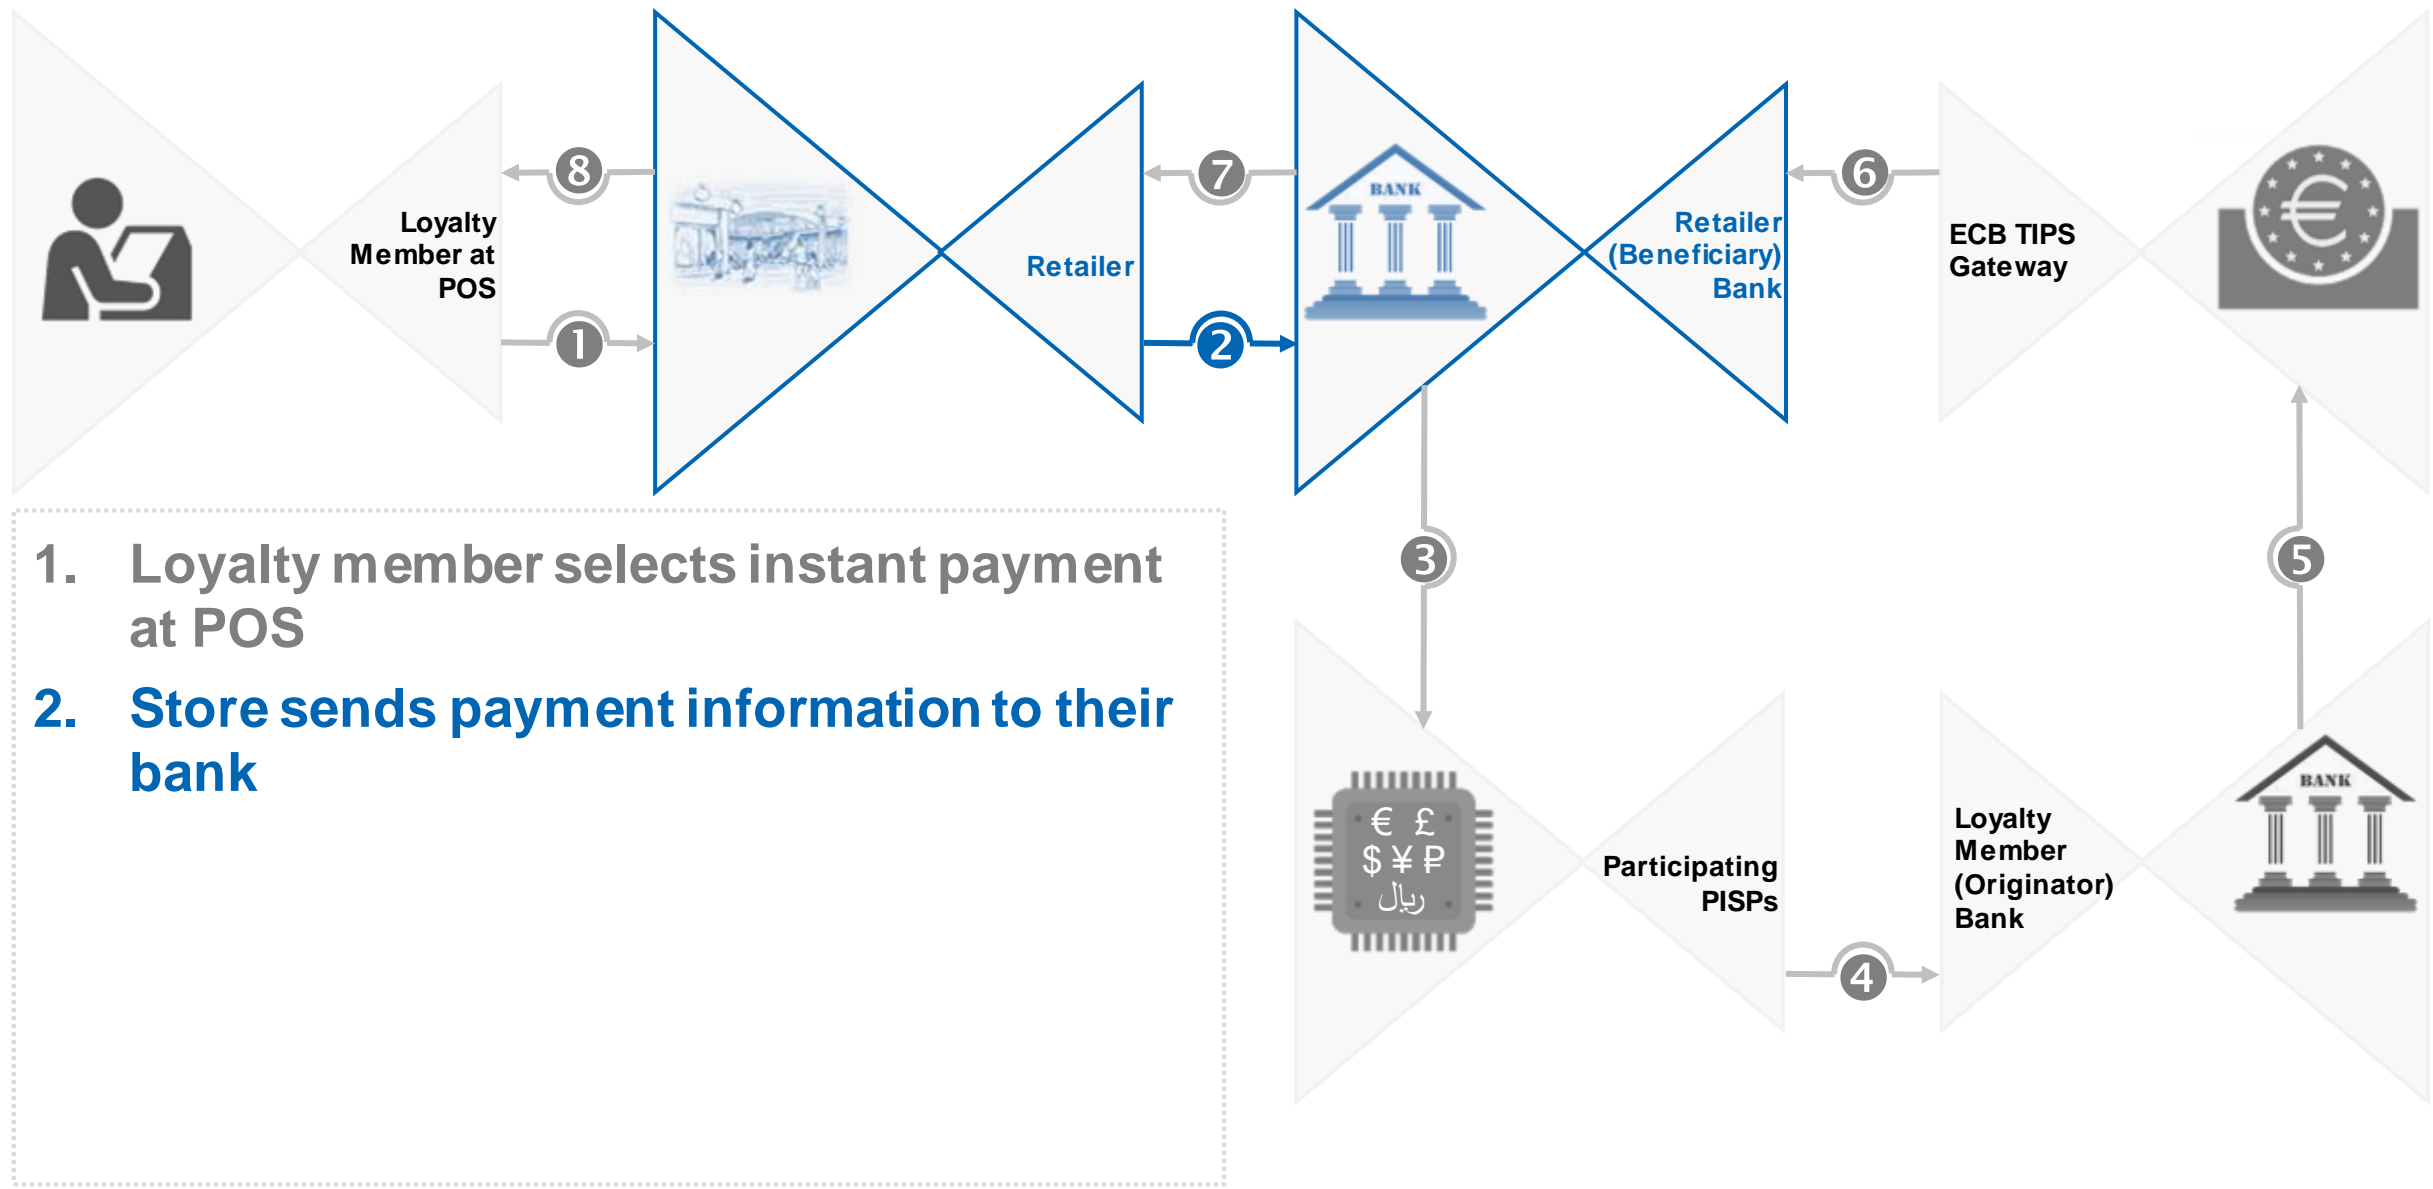 8
7
6
BANK
Loyalty
Member at
POS
Retailer
Retailer
(Beneficiary)
Bank
ECB TIPS
Gateway
€
1
2
1. Loyalty member selects instant payment
at POS
2. Store sends payment information to their
bank
3
5
BANK
€ £
$ ¥ ₽
ریال
Participating
PISPs
Loyalty
Member
(Originator)
Bank
4